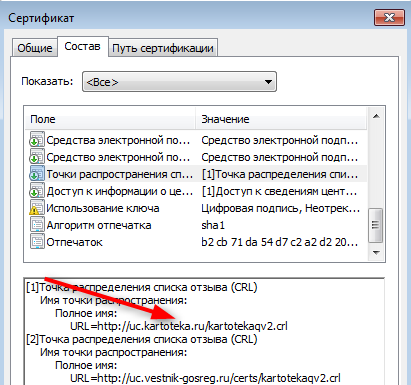 Сертификат
Общие Состав Путь сертификации
Показать: <Все>
Поле Значение
Средства электронной по... Средство электронной подп...
Средства электронной по... Средство электронной подп...
Точки распространения сп... [1]Точка распределения спи...
Доступ к информации о це... [1]Доступ к сведениям цент...
Использование ключа Цифровая подпись, Неотрек...
Алгоритм отпечатка sha1
Отпечаток b2 cb 71 da 54 d7 c2 a2 d2 20...
[1]Точка распределения списка отзыва (CRL)
Имя точки распространения:
Полное имя:
URL=http://uc.kartoteka.ru/kartotekaqv2.crl
[2]Точка распределения списка отзыва (CRL)
Имя точки распространения:
Полное имя:
URL=http://uc.vestnik-gosreg.ru/certs/kartotekaqv2.crl